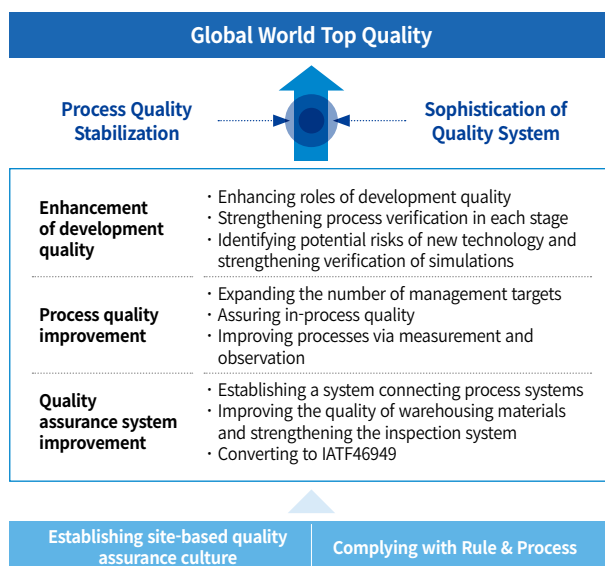 Global World Top Quality
Process Quality
Stabilization
Sophistication of
Quality System
Enhancement
of development
quality
· Enhancing roles of development quality
· Strengthening process verification in each stage
· Identifying potential risks of new technology and
strengthening verification of simulations
Process quality
improvement
· Expanding the number of management targets
· Assuring in-process quality
· Improving processes via measurement and
observation
Quality
assurance system
improvement
· Establishing a system connecting process systems
· Improving the quality of warehousing materials
and strengthening the inspection system
· Converting to IATF46949
Establishing site-based quality
assurance culture
Complying with Rule & Process